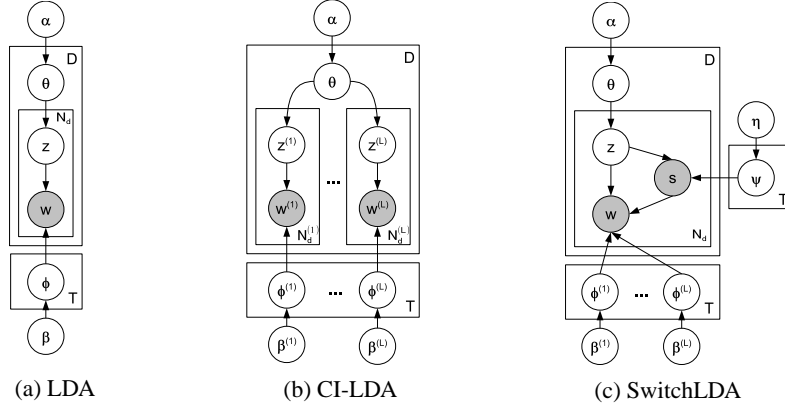 α
D
θ
N_d
z
w
φ
T
β
(a) LDA
α
D
θ
z^(1) z^(L)
...
w^(1) w^(L)
N_d^(1) N_d^(L)
φ^(1) ... φ^(L)
T
β^(1) β^(L)
(b) CI-LDA
α
D
θ
η
z
s
ψ
w
T
N_d
φ^(1) ... φ^(L)
T
β^(1) β^(L)
(c) SwitchLDA